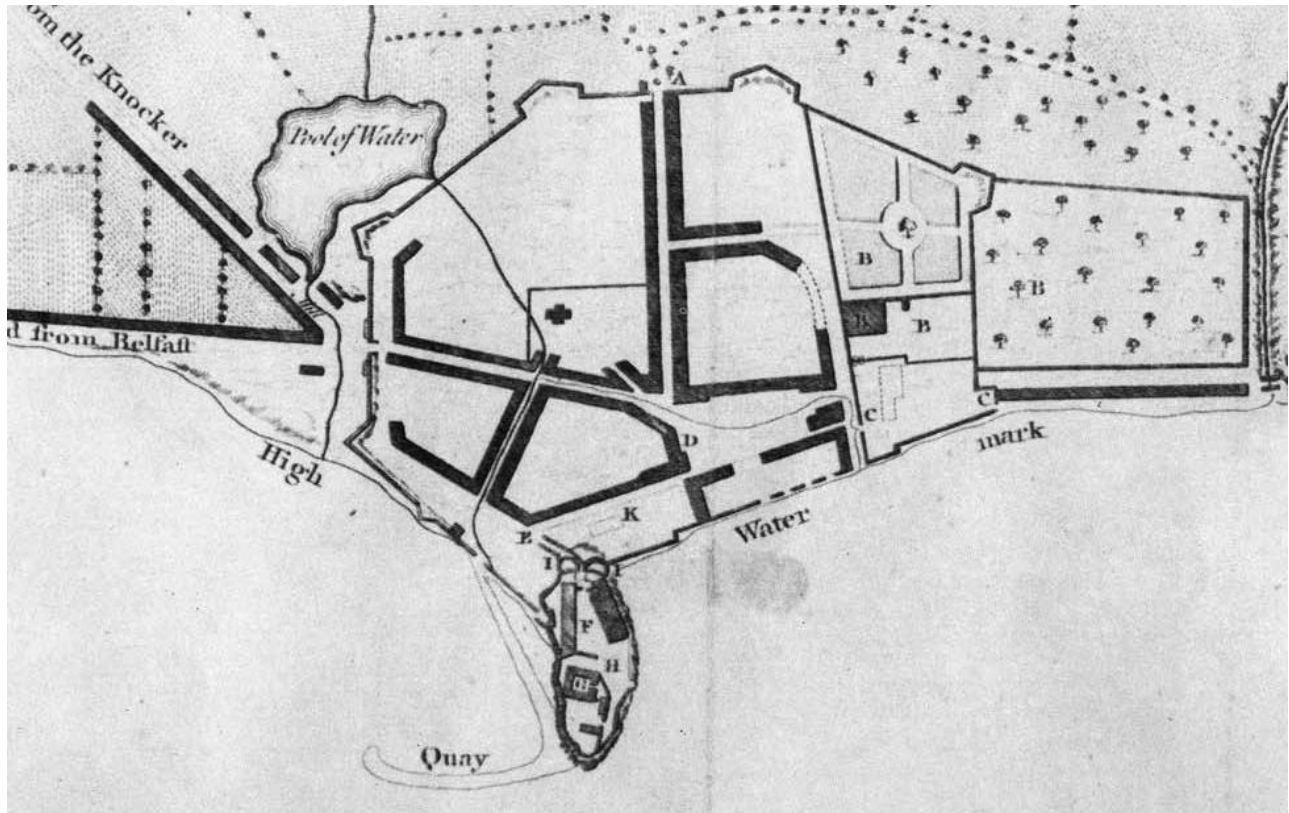 om the Knocker
Pool of Water
A
B
B
B
d from Belfast
C
C
D
High
mark
Water
K
E
I
I
F
H
Quay